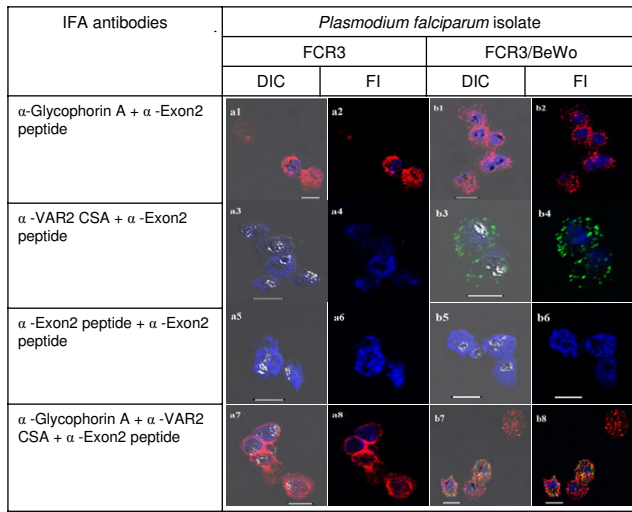 IFA antibodies
Plasmodium falciparum isolate
FCR3
FCR3/BeWo
DIC
FI
DIC
FI
α-Glycophorin A + α -Exon2
peptide
a1
a2
b1
b2
α -VAR2 CSA + α -Exon2
peptide
a3
a4
b3
b4
α -Exon2 peptide + α -Exon2
peptide
a5
a6
b5
b6
α -Glycophorin A + α -VAR2
CSA + α -Exon2 peptide
a7
a8
b7
b8